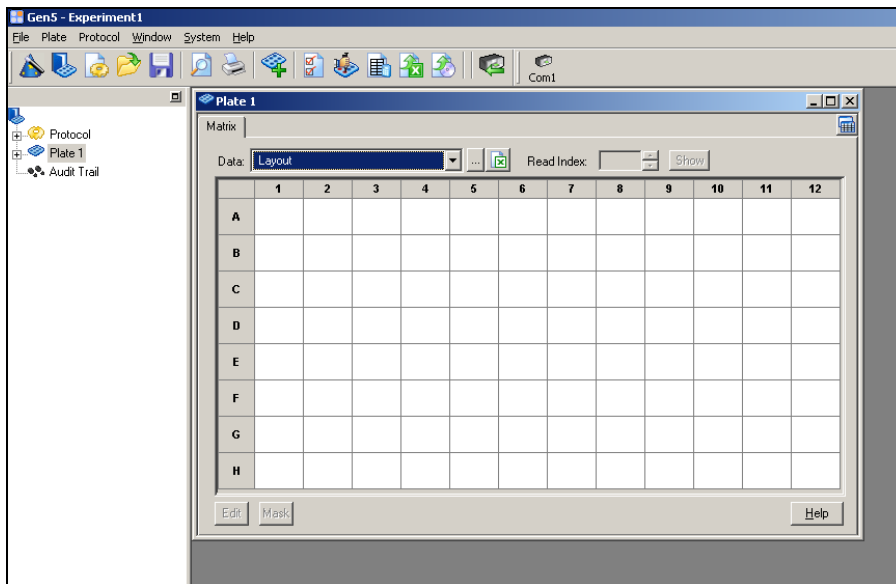 Gen5 - Experiment1
File Plate Protocol Window System Help
Com1
Protocol
Plate 1
Audit Trail
Plate 1
Matrix
Data: Layout ... Read Index: Show
1 2 3 4 5 6 7 8 9 10 11 12
A
B
C
D
E
F
G
H
Edit Mask Help